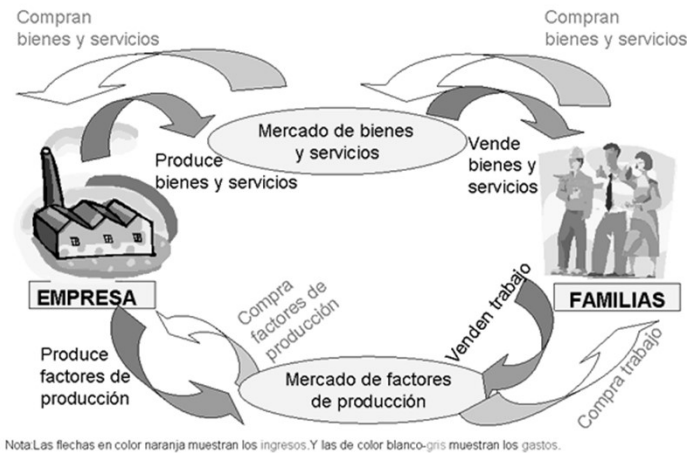 Compran
bienes y servicios
Compran
bienes y servicios
Mercado de bienes
y servicios
Produce
bienes y servicios
Vende
bienes y
servicios
EMPRESA
FAMILIAS
Compra
factores de
producción
Venden trabajo
Produce
factores de
producción
Mercado de factores
de producción
Compra trabajo
Nota:Las flechas en color naranja muestran los ingresos.Y las de color blanco-gris muestran los gastos.